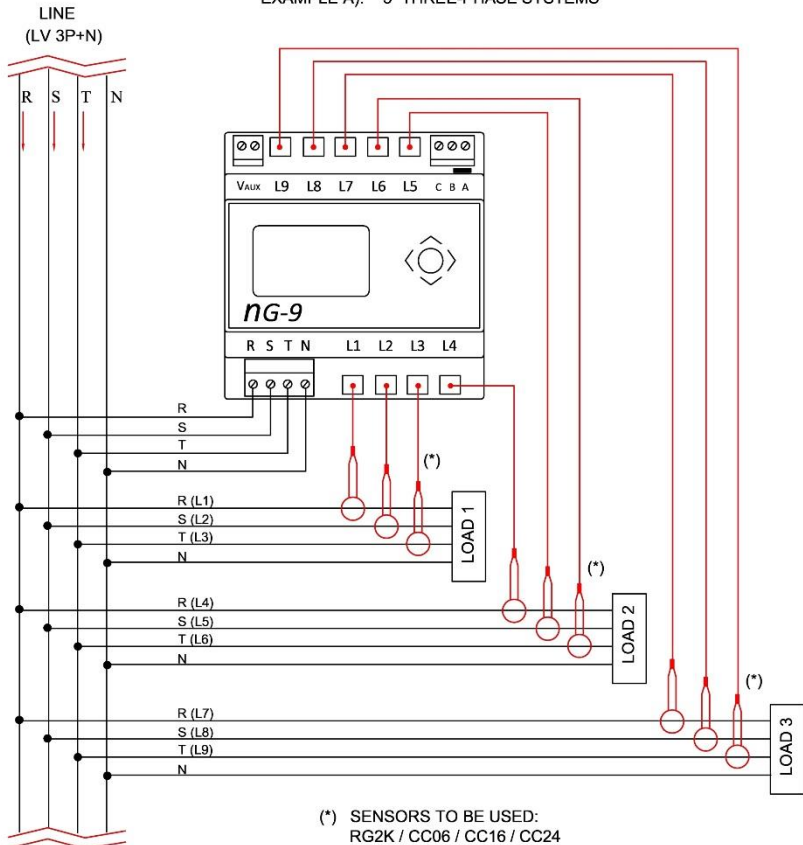 EXAMPLE A): 3 THREE-PHASE SYSTEMS
LINE
(LV 3P+N)
R S T N
VAUX L9 L8 L7 L6 L5 C B A
nG-9
R S T N L1 L2 L3 L4
R
S
T
N
(*)
R (L1)
S (L2)
T (L3)
N
LOAD 1
(*)
R (L4)
S (L5)
T (L6)
N
LOAD 2
(*)
R (L7)
S (L8)
T (L9)
N
LOAD 3
(*) SENSORS TO BE USED:
RG2K / CC06 / CC16 / CC24